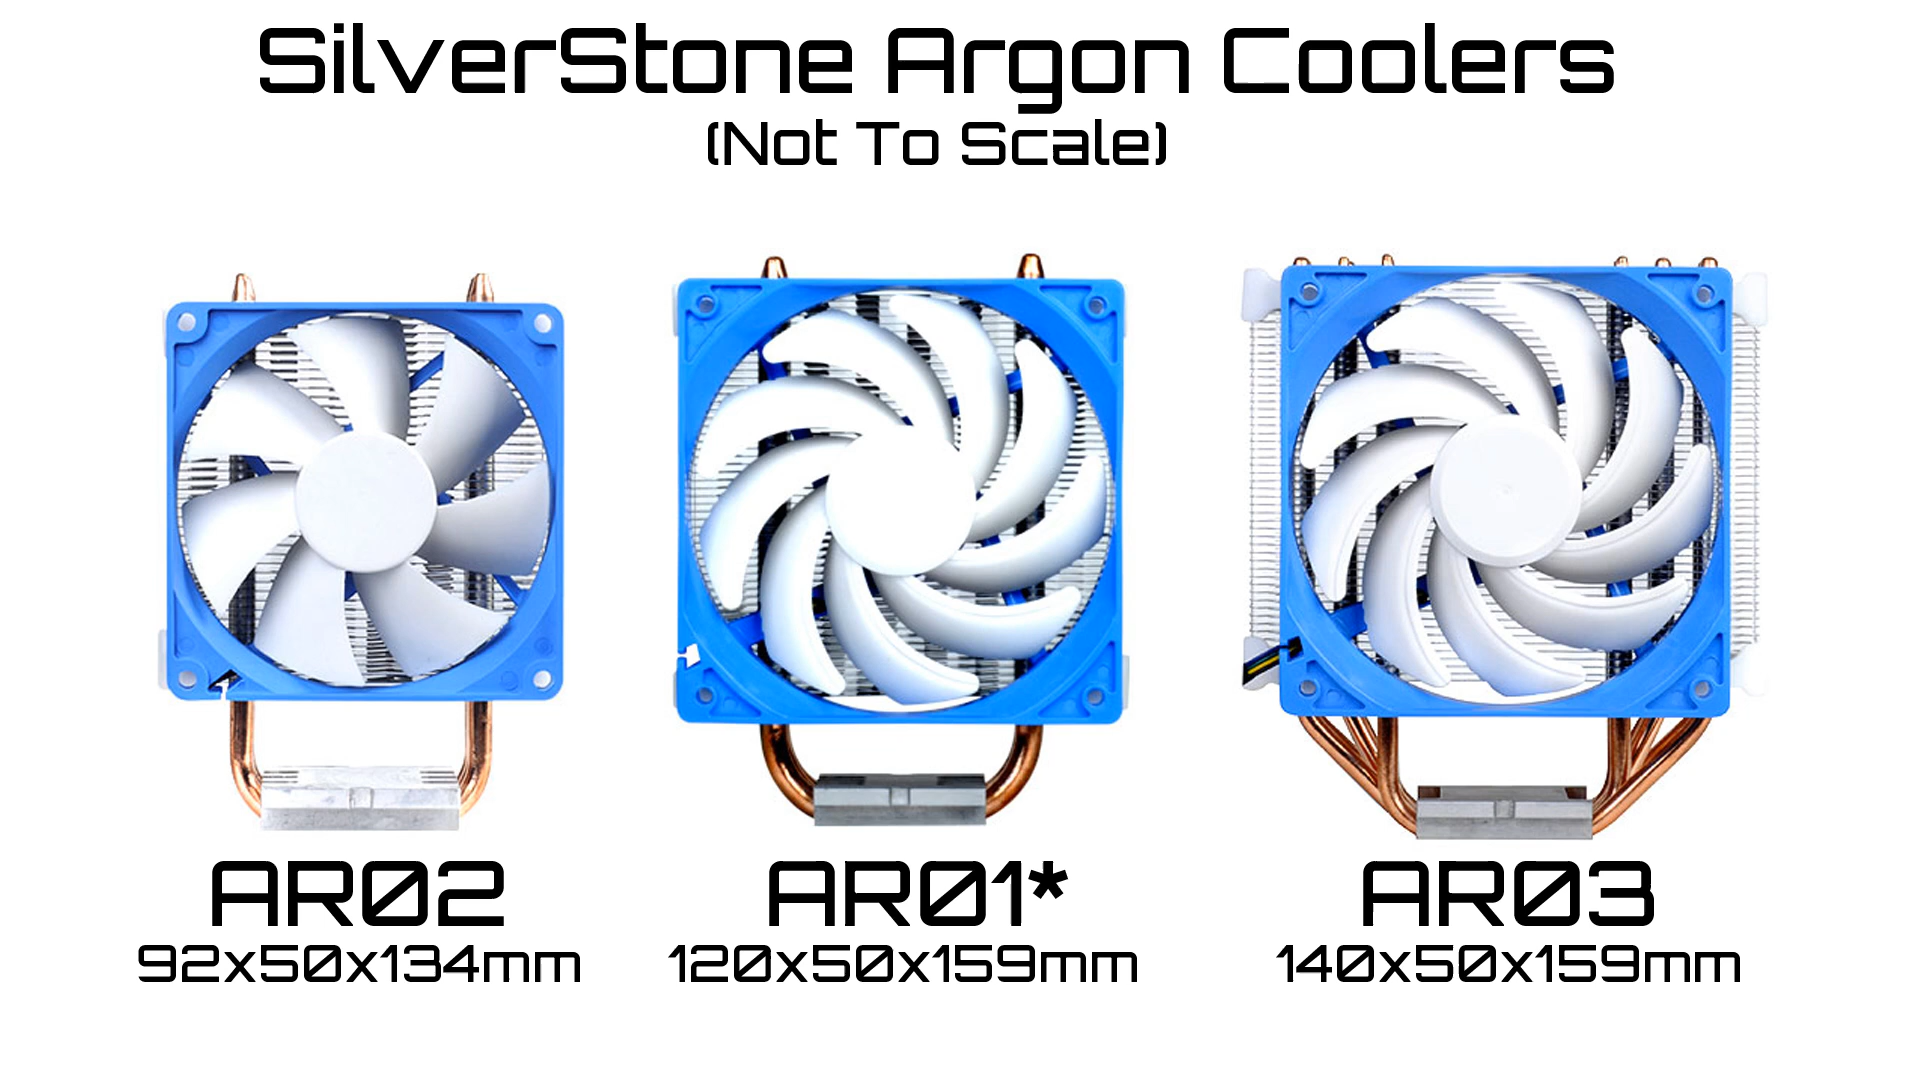 SilverStone Argon Coolers
(Not To Scale)
AR02
92x50x134mm
AR01*
120x50x159mm
AR03
140x50x159mm